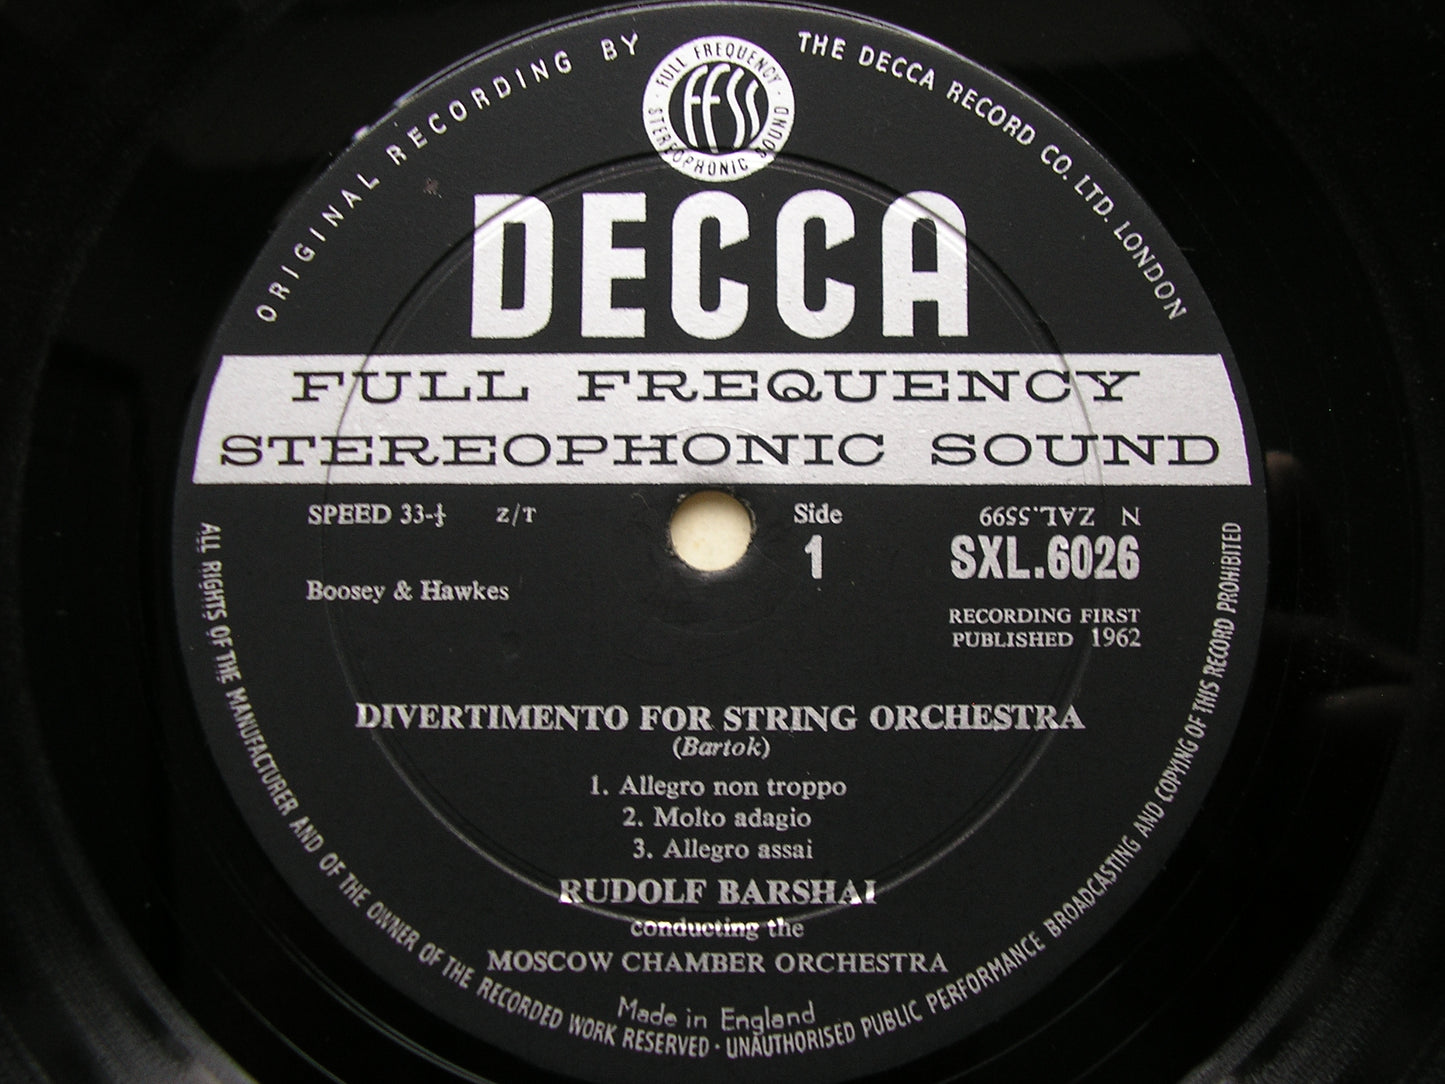 ORIGINAL RECORDING BY THE DECCA RECORD CO. LTD. LONDON
FULL FREQUENCY
FFSS
STEREOPHONIC SOUND
DECCA
FULL FREQUENCY
STEREOPHONIC SOUND
SPEED 33-⅓ Z/T
Side
1
N ZAL.5599
SXL.6026
Boosey & Hawkes
RECORDING FIRST
PUBLISHED 1962
DIVERTIMENTO FOR STRING ORCHESTRA
(Bartok)
1. Allegro non troppo
2. Molto adagio
3. Allegro assai
RUDOLF BARSHAI
conducting the
MOSCOW CHAMBER ORCHESTRA
Made in England
ALL RIGHTS OF THE MANUFACTURER AND OF THE OWNER OF THE RECORDED WORK RESERVED · UNAUTHORISED PUBLIC PERFORMANCE BROADCASTING AND COPYING OF THIS RECORD PROHIBITED